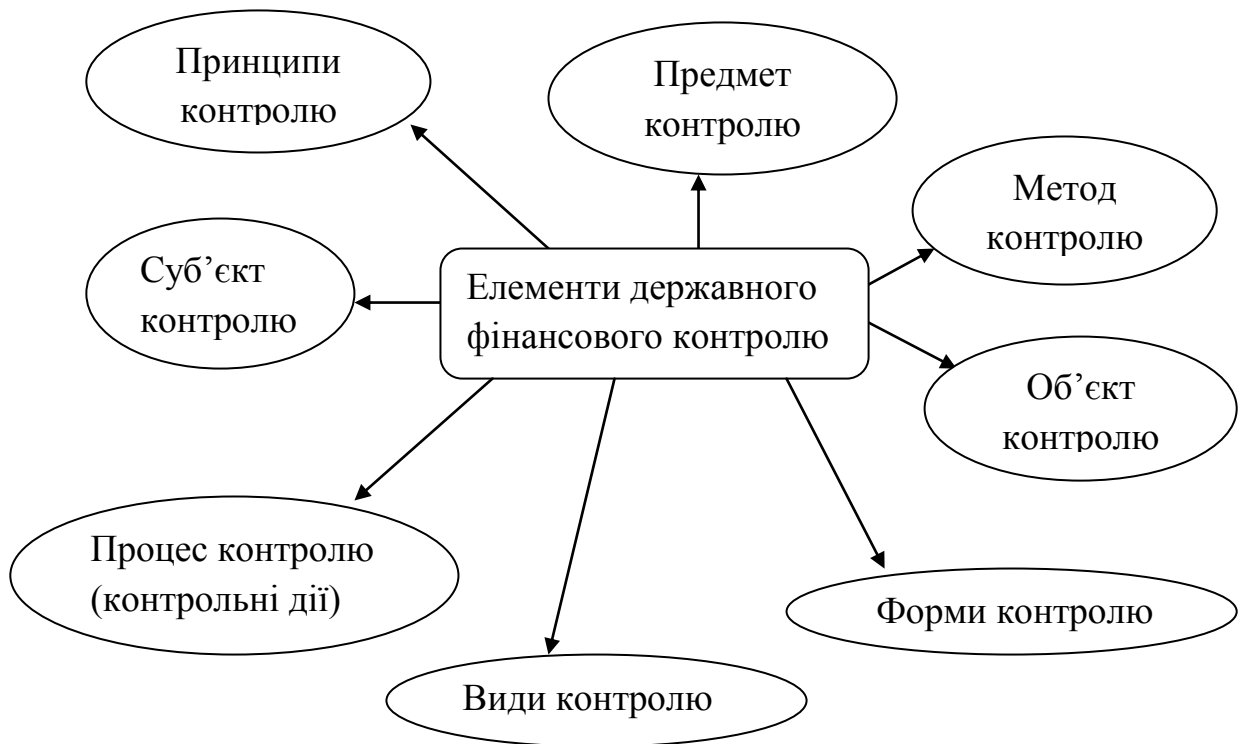 Принципи
контролю
Предмет
контролю
Метод
контролю
Суб’єкт
контролю
Елементи державного
фінансового контролю
Об’єкт
контролю
Процес контролю
(контрольні дії)
Форми контролю
Види контролю